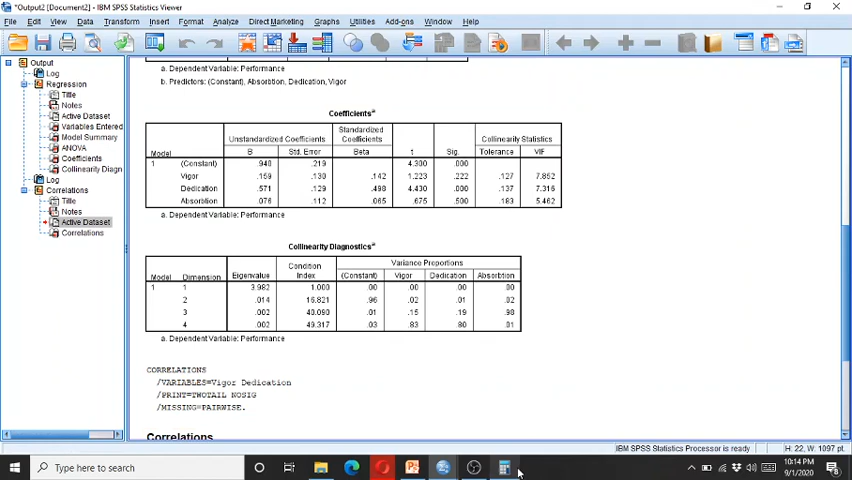 *Output2 [Document2] - IBM SPSS Statistics Viewer
File Edit View Data Transform Insert Format Analyze Direct Marketing Graphs Utilities Add-ons Window Help
Output
Log
Regression
Title
Notes
Active Dataset
Variables Entered
Model Summary
ANOVA
Coefficients
Collinearity Diagn
Log
Correlations
Title
Notes
Active Dataset
Correlations
a. Dependent Variable: Performance
b. Predictors: (Constant), Absorbtion, Dedication, Vigor
Coefficientsᵃ
Unstandardized Coefficients Standardized Coefficients Collinearity Statistics
Model B Std. Error Beta t Sig. Tolerance VIF
1 (Constant) .940 .219 4.300 .000
Vigor .159 .130 .142 1.223 .222 .127 7.852
Dedication .571 .129 .498 4.430 .000 .137 7.316
Absorbtion .076 .112 .065 .675 .500 .183 5.462
a. Dependent Variable: Performance
Collinearity Diagnosticsᵃ
Variance Proportions
Model Dimension Eigenvalue Condition Index (Constant) Vigor Dedication Absorbtion
1 1 3.982 1.000 .00 .00 .00 .00
2 .014 16.821 .96 .02 .01 .02
3 .002 40.090 .01 .15 .19 .98
4 .002 49.317 .03 .83 .80 .01
a. Dependent Variable: Performance
CORRELATIONS
/VARIABLES=Vigor Dedication
/PRINT=TWOTAIL NOSIG
/MISSING=PAIRWISE.
Correlations
IBM SPSS Statistics Processor is ready H: 22, W: 1097 pt.
Type here to search
10:14 PM
9/1/2020